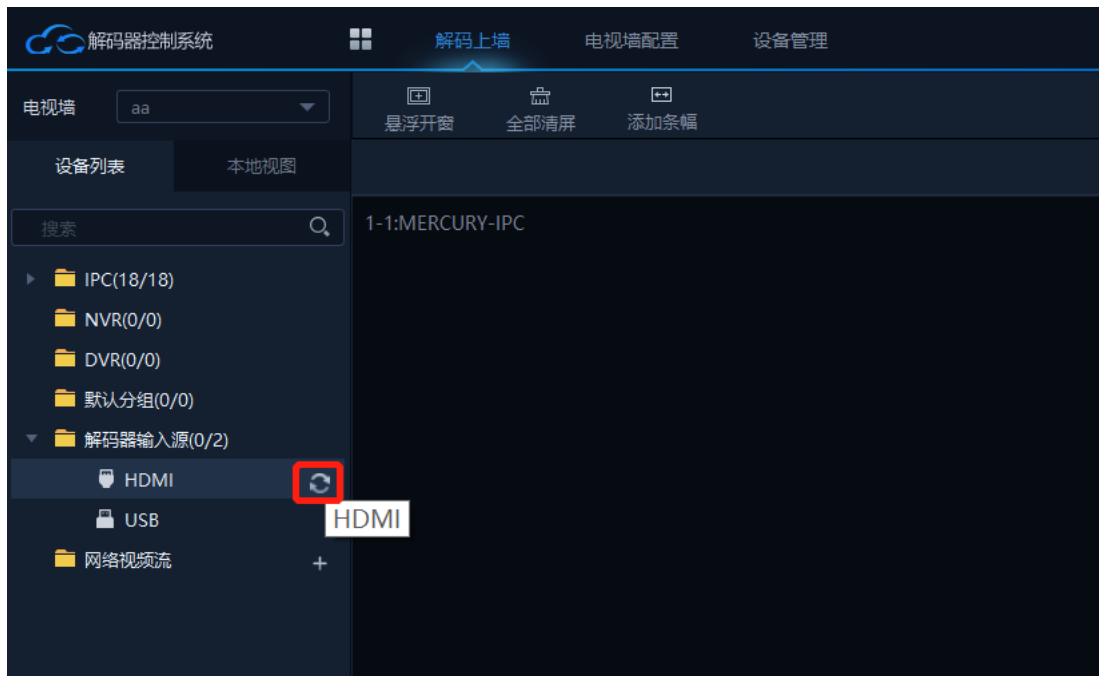 解码器控制系统 解码上墙 电视墙配置 设备管理
电视墙 aa
悬浮开窗 全部清屏 添加条幅
设备列表 本地视图
搜索
1-1:MERCURY-IPC
IPC(18/18)
NVR(0/0)
DVR(0/0)
默认分组(0/0)
解码器输入源(0/2)
HDMI
HDMI
USB
网络视频流 +